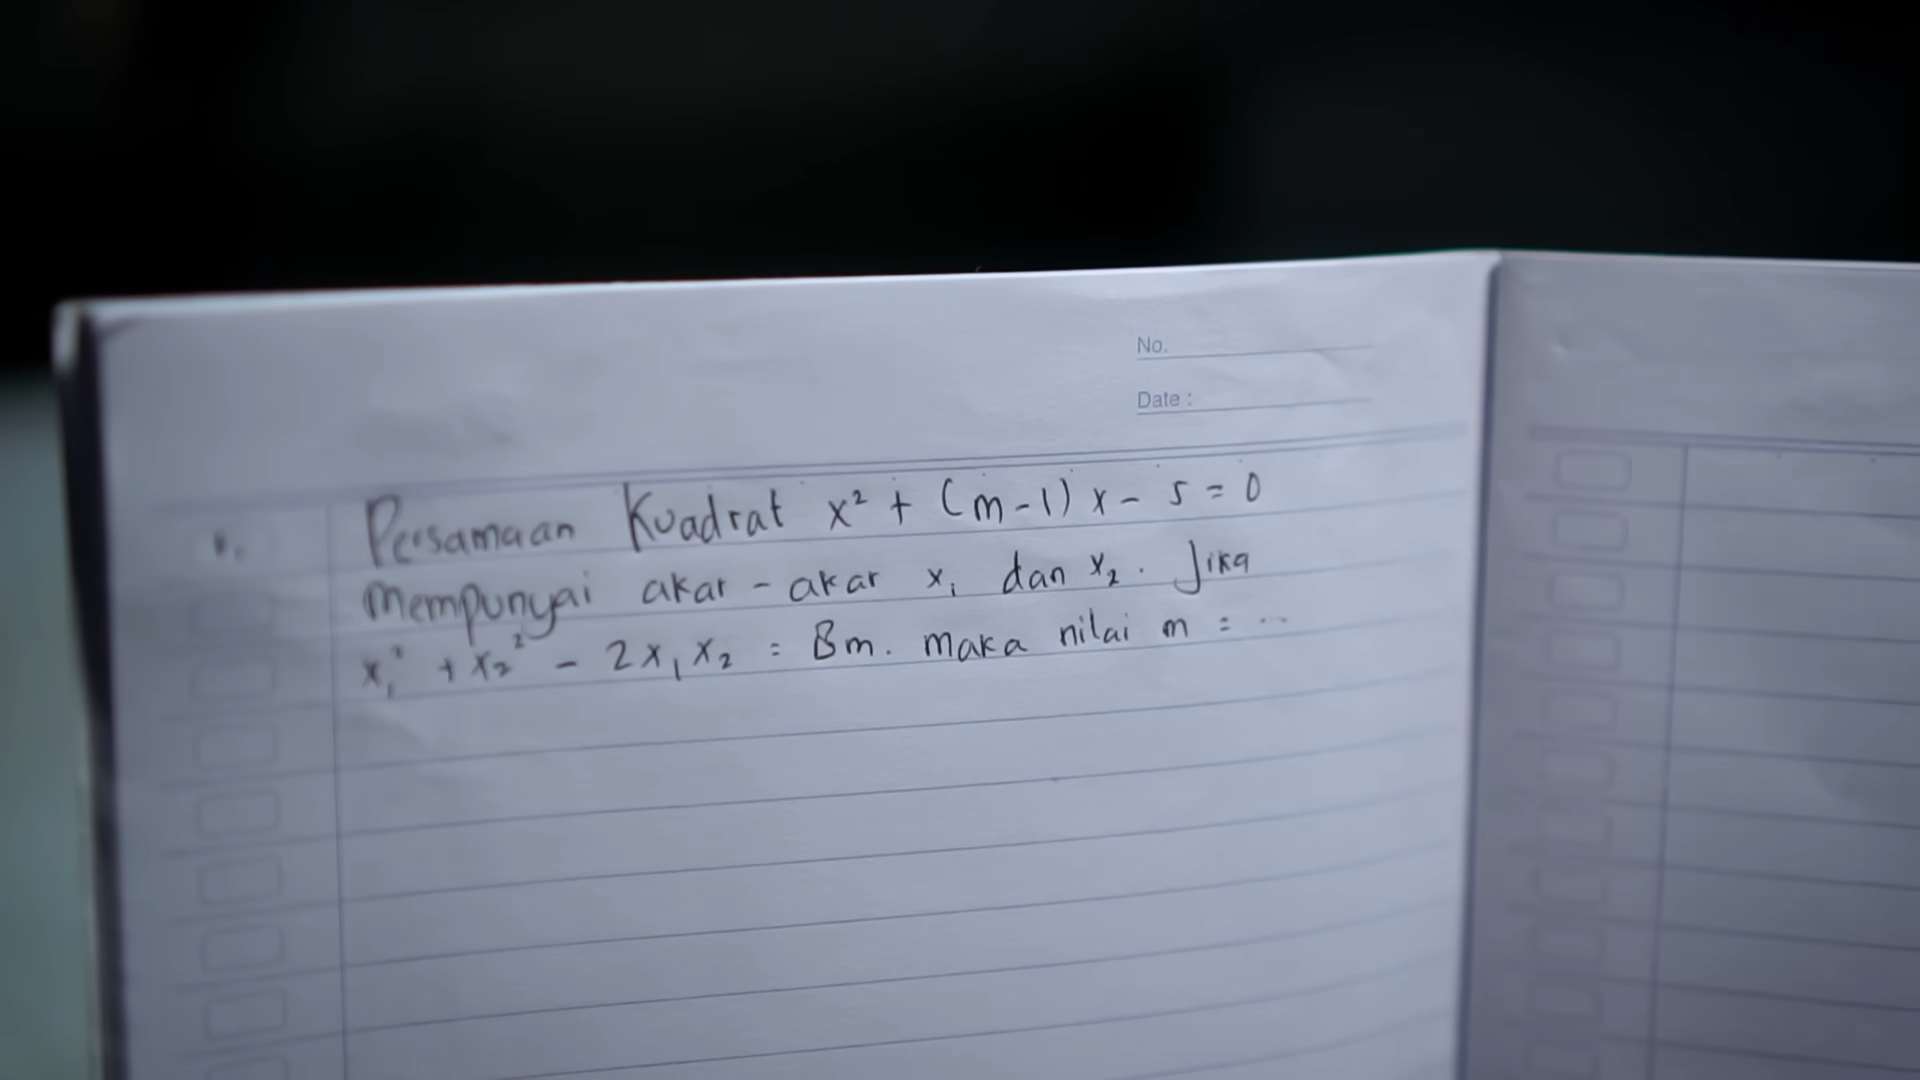 No.
Date :
Persamaan Kuadrat x² + (m-1) x - 5 = 0
mempunyai akar - akar x₁ dan x₂. Jika
x₁² + x₂² - 2x₁x₂ = 8m. maka nilai m = ...